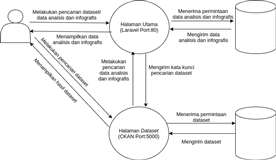 Melakukan pencarian dataset/
data analisis dan infografis
Menampilkan data
analisis dan infografis
Halaman Utama
(Laravel Port:80)
Menerima permintaan
data analisis dan infografis
Mengirim data
analisis dan infografis
Melakukan
pencarian
data analisis
dan infografis
Mengirim kata kunci
pencarian dataset
Melakukan pencarian dataset
Menampilkan hasil dataset
Halaman Dataset
(CKAN Port:5000)
Menerima permintaan
dataset
Mengirim dataset